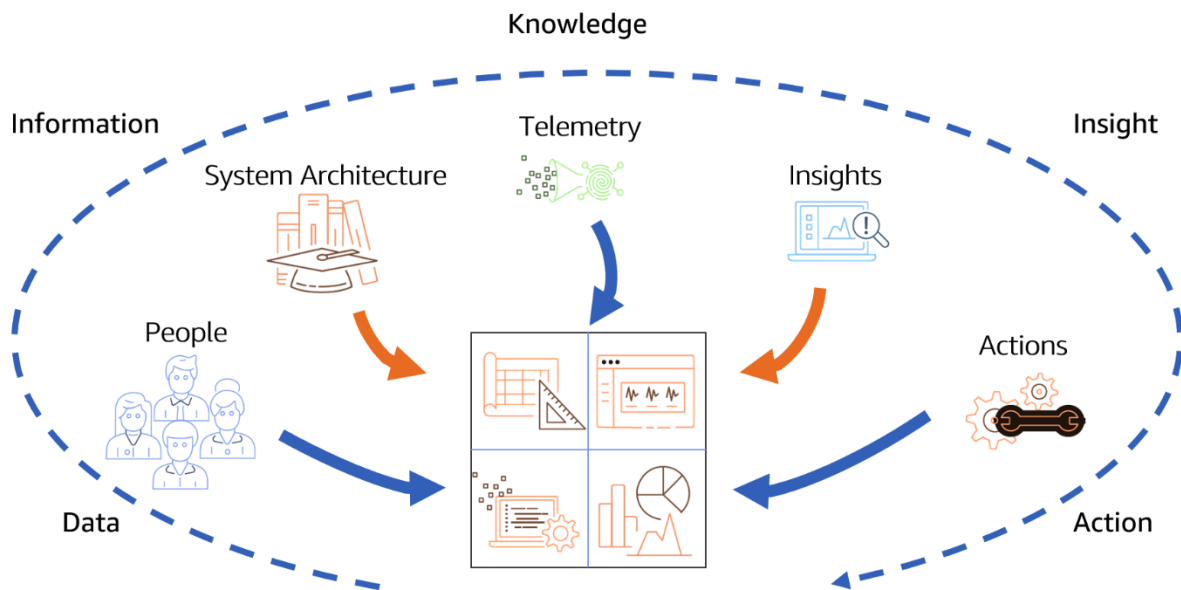 Knowledge
Information
Telemetry
Insight
System Architecture
Insights
People
Actions
Data
Action